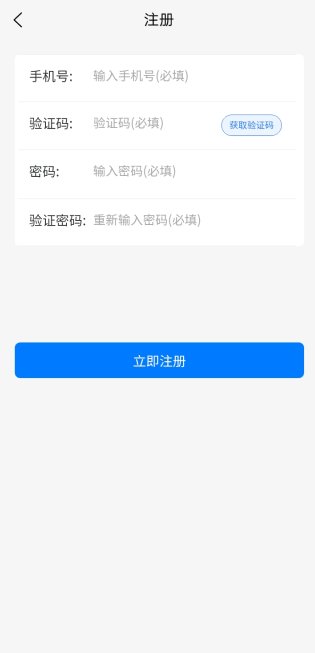 注册
手机号: 输入手机号(必填)
验证码: 验证码(必填) 获取验证码
密码: 输入密码(必填)
验证密码: 重新输入密码(必填)
立即注册